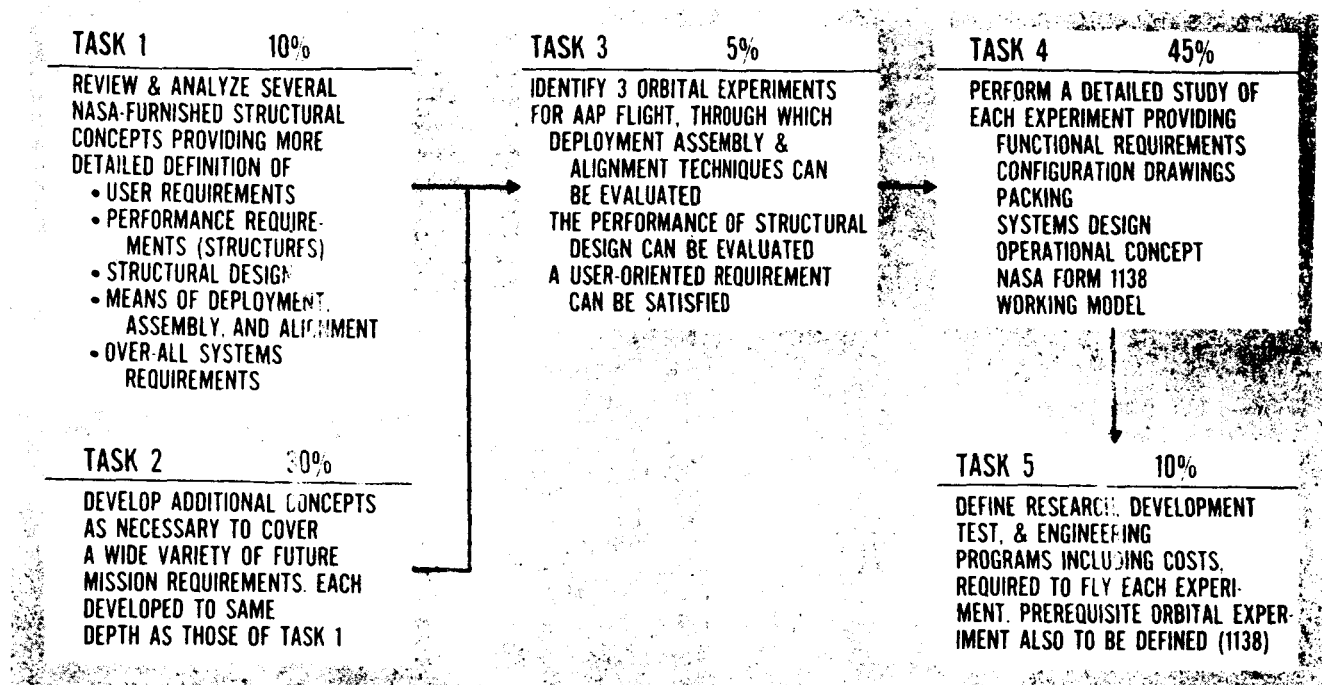 TASK 1 10%
REVIEW & ANALYZE SEVERAL
NASA-FURNISHED STRUCTURAL
CONCEPTS PROVIDING MORE
DETAILED DEFINITION OF
• USER REQUIREMENTS
• PERFORMANCE REQUIRE-
MENTS (STRUCTURES)
• STRUCTURAL DESIGN
• MEANS OF DEPLOYMENT,
ASSEMBLY, AND ALIGNMENT
• OVER-ALL SYSTEMS
REQUIREMENTS
TASK 2 30%
DEVELOP ADDITIONAL CONCEPTS
AS NECESSARY TO COVER
A WIDE VARIETY OF FUTURE
MISSION REQUIREMENTS. EACH
DEVELOPED TO SAME
DEPTH AS THOSE OF TASK 1
TASK 3 5%
IDENTIFY 3 ORBITAL EXPERIMENTS
FOR AAP FLIGHT, THROUGH WHICH
DEPLOYMENT ASSEMBLY &
ALIGNMENT TECHNIQUES CAN
BE EVALUATED
THE PERFORMANCE OF STRUCTURAL
DESIGN CAN BE EVALUATED
A USER-ORIENTED REQUIREMENT
CAN BE SATISFIED
TASK 4 45%
PERFORM A DETAILED STUDY OF
EACH EXPERIMENT PROVIDING
FUNCTIONAL REQUIREMENTS
CONFIGURATION DRAWINGS
PACKING
SYSTEMS DESIGN
OPERATIONAL CONCEPT
NASA FORM 1138
WORKING MODEL
TASK 5 10%
DEFINE RESEARCH, DEVELOPMENT
TEST, & ENGINEERING
PROGRAMS INCLUDING COSTS,
REQUIRED TO FLY EACH EXPERI-
MENT. PREREQUISITE ORBITAL EXPER-
IMENT ALSO TO BE DEFINED (1138)